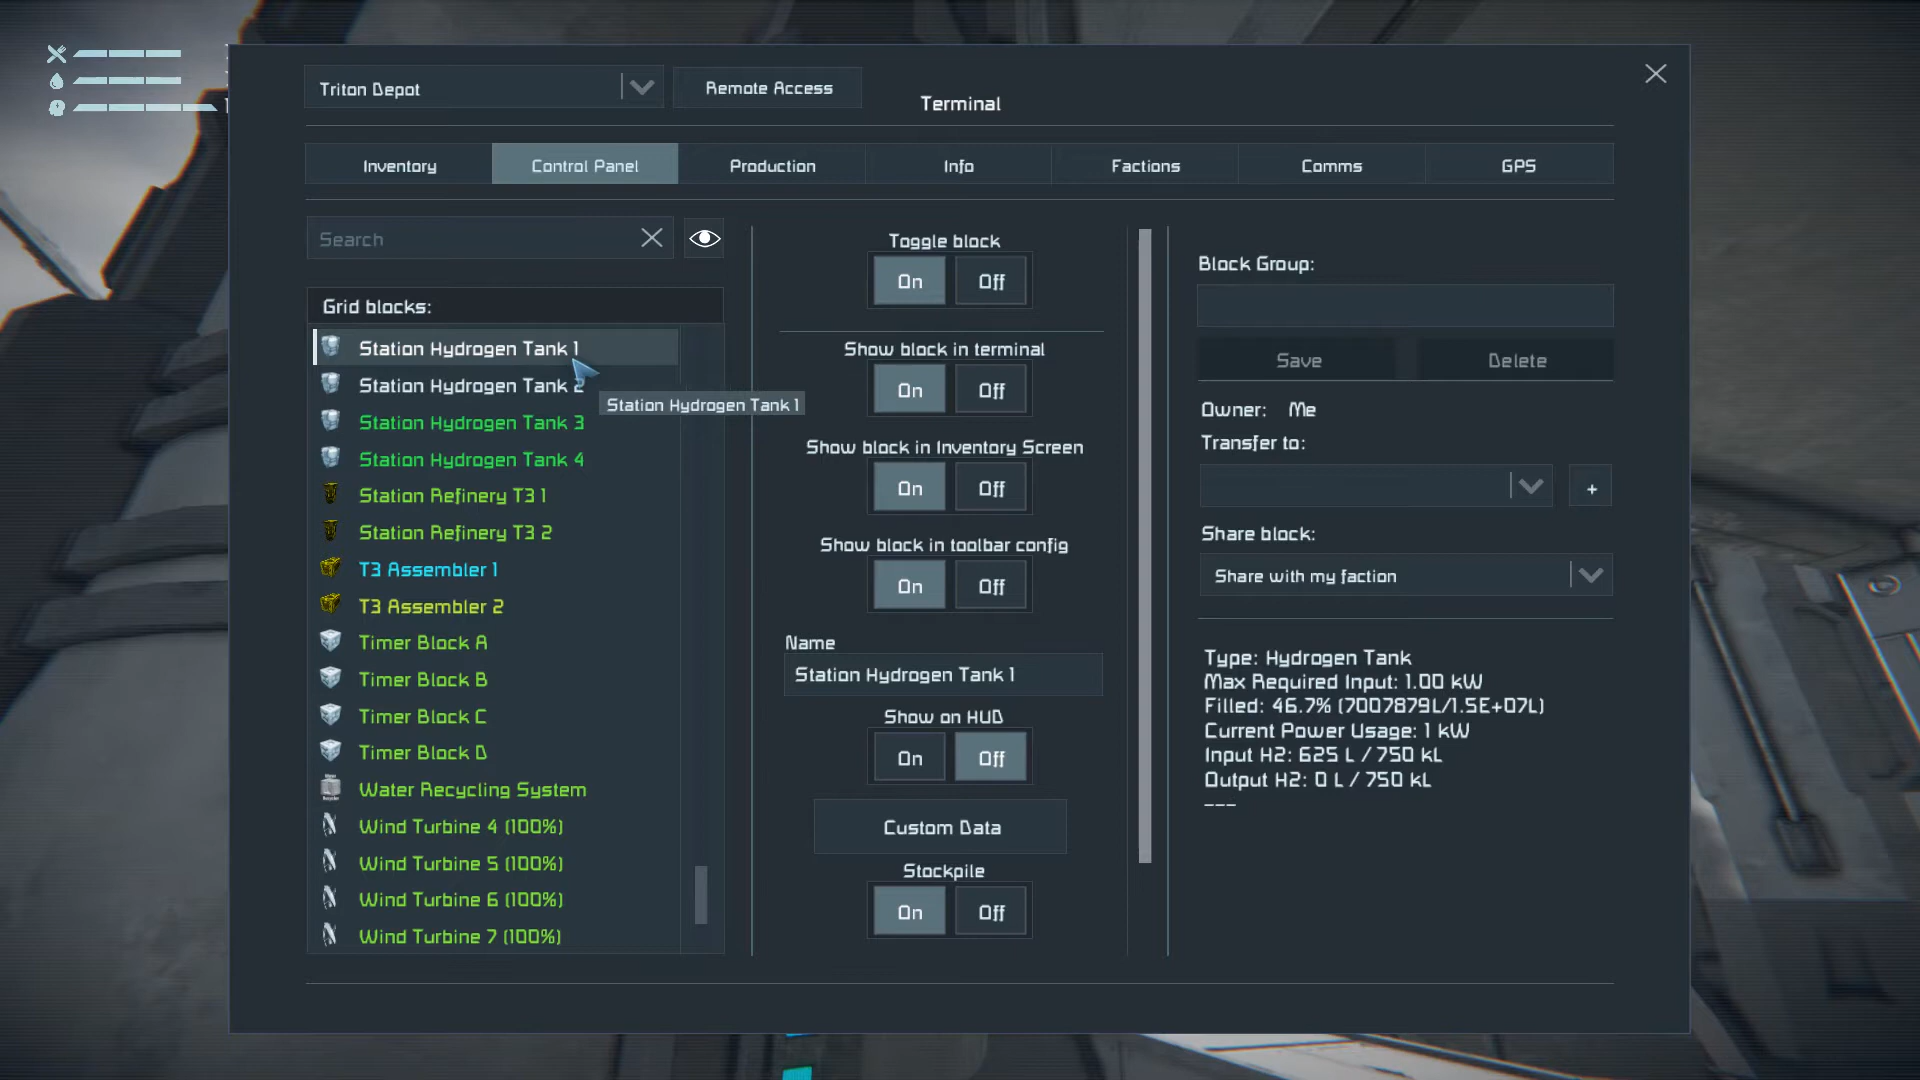 Triton Depot
Remote Access
Terminal
Inventory
Control Panel
Production
Info
Factions
Comms
GPS
Search
Grid blocks:
Station Hydrogen Tank 1
Station Hydrogen Tank 2
Station Hydrogen Tank 1
Station Hydrogen Tank 3
Station Hydrogen Tank 4
Station Refinery T3 1
Station Refinery T3 2
T3 Assembler 1
T3 Assembler 2
Timer Block A
Timer Block B
Timer Block C
Timer Block D
Water Recycling System
Wind Turbine 4 (100%)
Wind Turbine 5 (100%)
Wind Turbine 6 (100%)
Wind Turbine 7 (100%)
Toggle block
On Off
Show block in terminal
On Off
Show block in Inventory Screen
On Off
Show block in toolbar config
On Off
Name
Station Hydrogen Tank 1
Show on HUD
On Off
Custom Data
Stockpile
On Off
Block Group:
Save
Delete
Owner: Me
Transfer to:
+
Share block:
Share with my faction
Type: Hydrogen Tank
Max Required Input: 1.00 kW
Filled: 46.7% (7007879L/1.5E+07L)
Current Power Usage: 1 kW
Input H2: 625 L / 750 kL
Output H2: 0 L / 750 kL
---